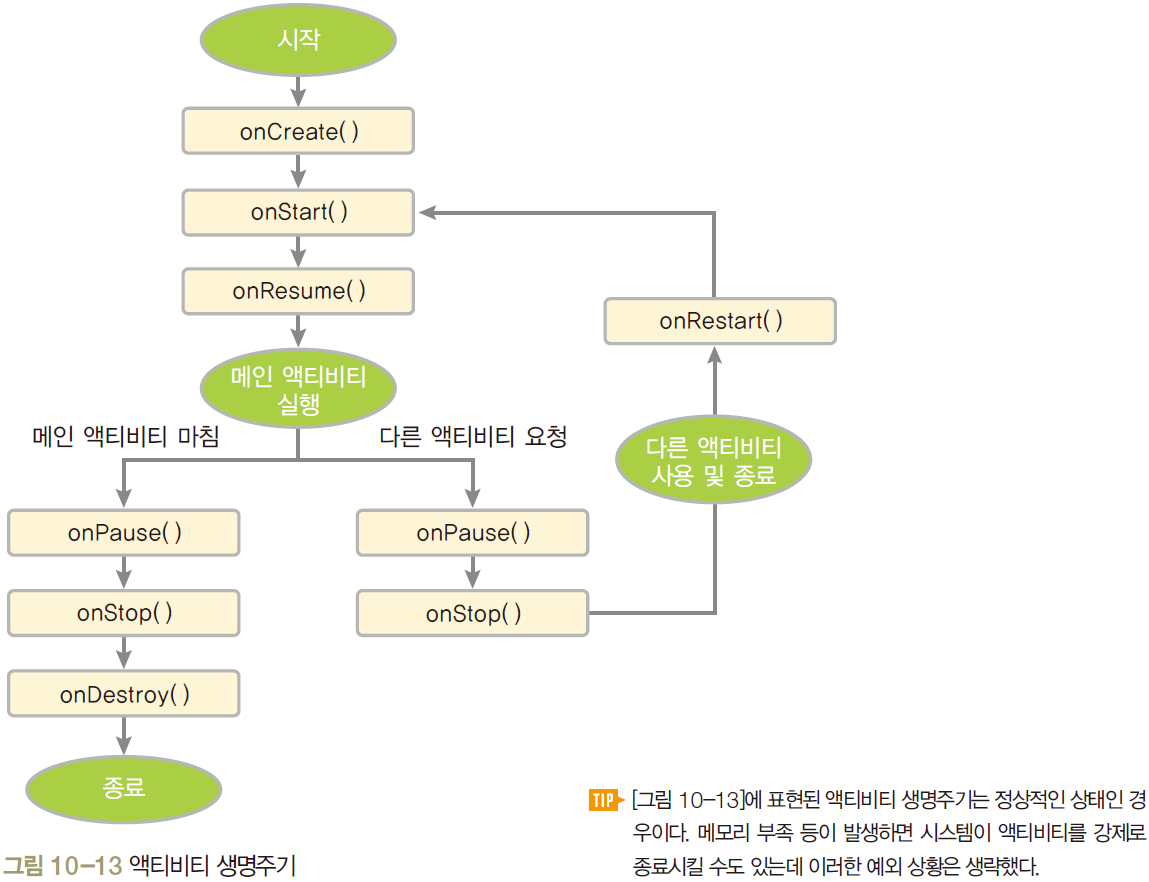 시작
onCreate( )
onStart( )
onResume( )
onRestart( )
메인 액티비티
실행
메인 액티비티 마침
다른 액티비티 요청
다른 액티비티
사용 및 종료
onPause( )
onPause( )
onStop( )
onStop( )
onDestroy( )
종료
TIP [그림 10-13]에 표현된 액티비티 생명주기는 정상적인 상태인 경
우이다. 메모리 부족 등이 발생하면 시스템이 액티비티를 강제로
종료시킬 수도 있는데 이러한 예외 상황은 생략했다.
그림 10-13 액티비티 생명주기